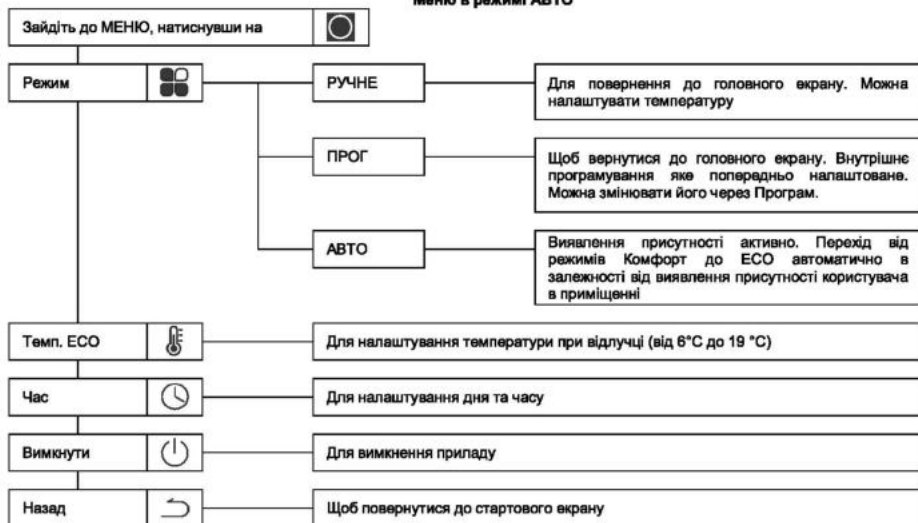 Меню в режимі АВТО
Зайдіть до МЕНЮ, натиснувши на
Режим
РУЧНЕ
Для повернення до головного екрану. Можна
налаштувати температуру
ПРОГ
Щоб вернутися до головного екрану. Внутрішнє
програмування яке попередньо налаштоване.
Можна змінювати його через Програм.
АВТО
Виявлення присутності активно. Перехід від
режимів Комфорт до ECO автоматично в
залежності від виявлення присутності користувача
в приміщенні
Темп. ECO
Для налаштування температури при відлучці (від 6°C до 19 °C)
Час
Для налаштування дня та часу
Вимкнути
Для вимкнення приладу
Назад
Щоб повернутися до стартового екрану